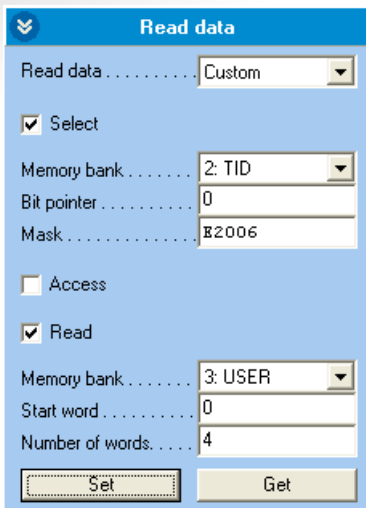 Read data
Read data . . . . . . . . . . Custom
Select
Memory bank . . . . . . . 2: TID
Bit pointer . . . . . . . . . . 0
Mask . . . . . . . . . . . . . . E2006
Access
Read
Memory bank . . . . . . . 3: USER
Start word . . . . . . . . . . 0
Number of words. . . . . 4
Set Get